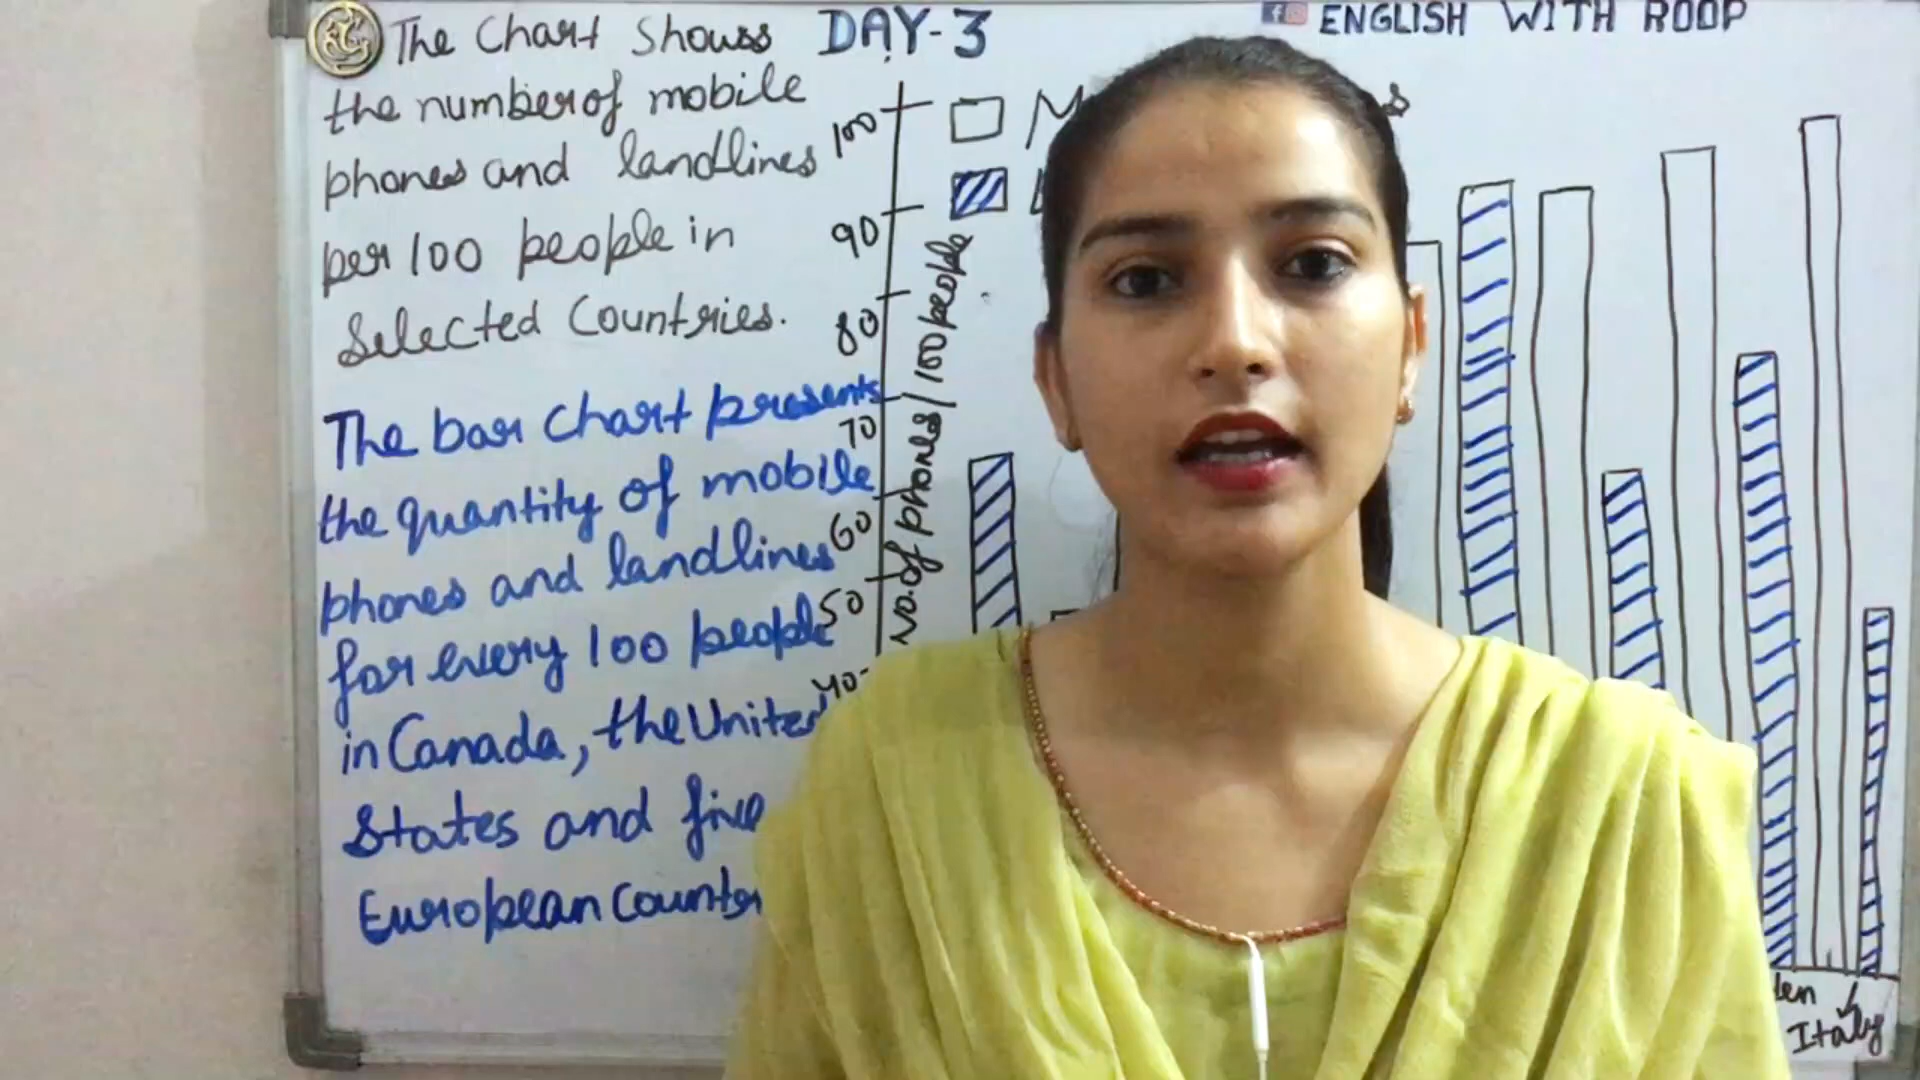 The Chart Shows
the number of mobile
phones and landlines
per 100 people in
Selected Countries.
The bar chart presents
the quantity of mobile
phones and landlines
for every 100 people
in Canada, the United
States and five
European
DAY-3
ENGLISH WITH ROOP
100
90
80
70
60
50
40
No. of phones/100 people
Italy